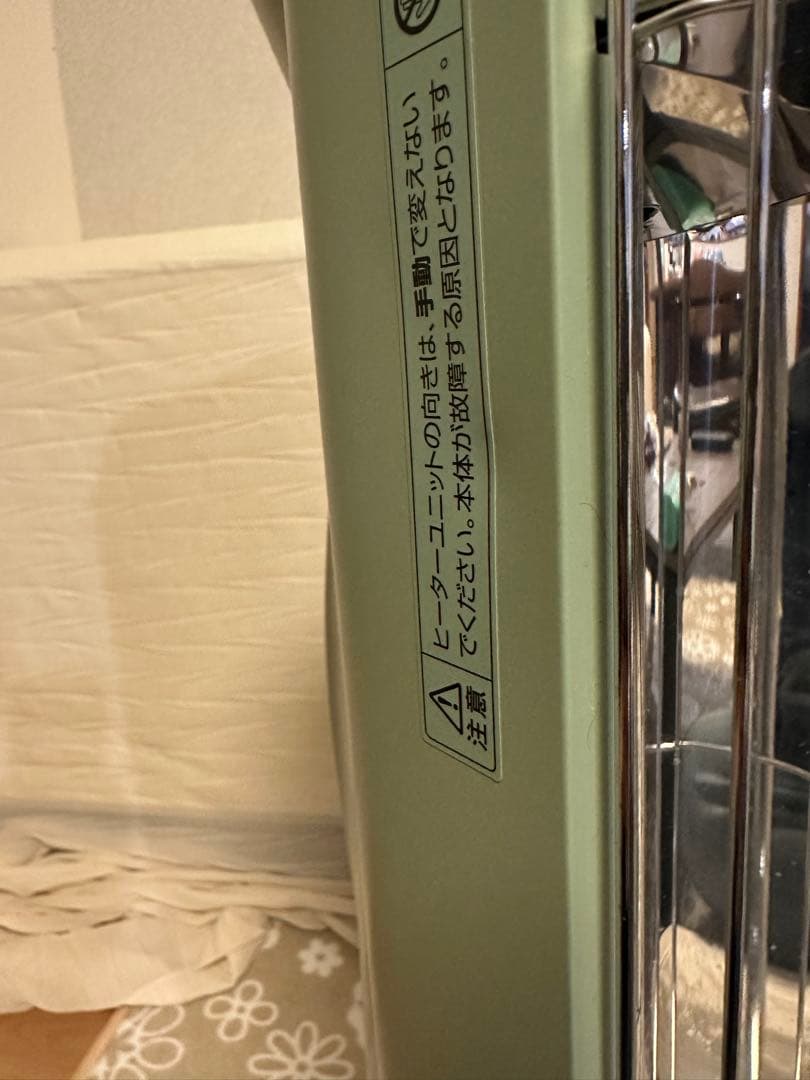 注意
ヒーターユニットの向きは、手動で変えない
でください。本体が故障する原因となります。